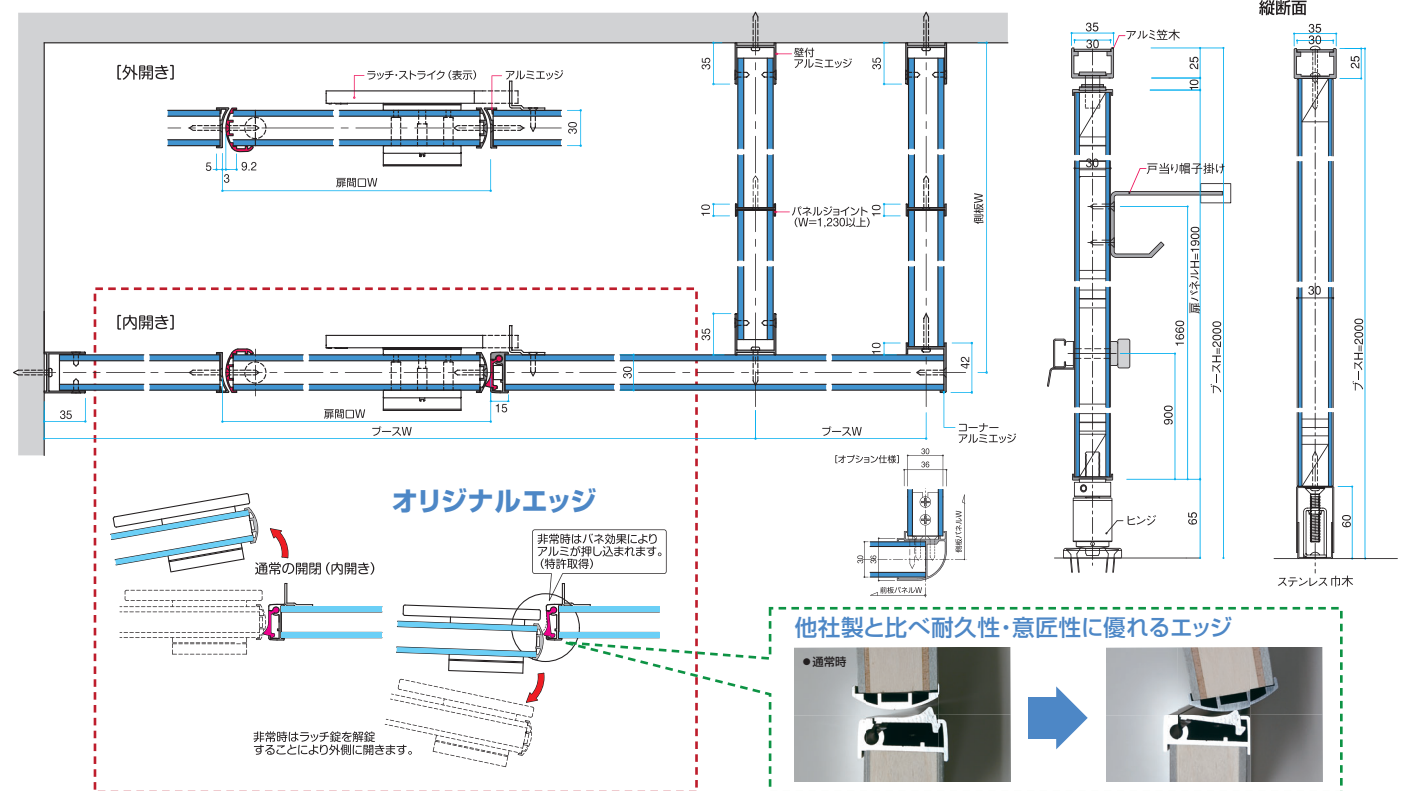 縦断面
[外開き]
ラッチ・ストライク(表示)
アルミエッジ
30
5
3
9.2
扉間口W
35
壁付
アルミエッジ
35
10
パネルジョイント
(W=1,230以上)
10
側板W
35
10
42
[内開き]
30
15
35
扉間口W
ブースW
ブースW
コーナー
アルミエッジ
[オプション仕様]
30
36
側板パネルW
30
36
前板パネルW
35
30
アルミ笠木
25
10
30
戸当り帽子掛け
扉パネルH=1900
1660
ブースH=2000
900
65
ヒンジ
35
30
25
30
ブースH=2000
60
ステンレス巾木
オリジナルエッジ
通常の開閉(内開き)
非常時はバネ効果により
アルミが押し込まれます。
(特許取得)
非常時はラッチ錠を解錠
することにより外側に開きます。
他社製と比べ耐久性・意匠性に優れるエッジ
●通常時